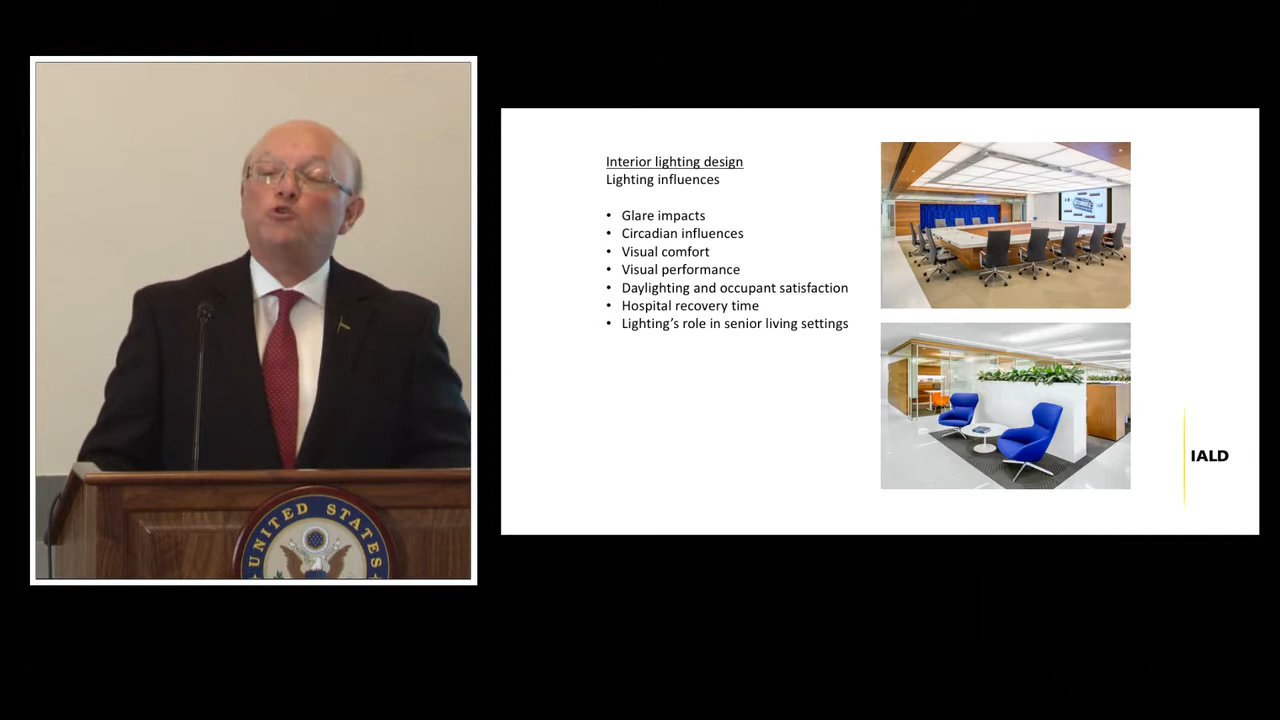 UNITED STATES
Interior lighting design
Lighting influences
• Glare impacts
• Circadian influences
• Visual comfort
• Visual performance
• Daylighting and occupant satisfaction
• Hospital recovery time
• Lighting's role in senior living settings
IALD